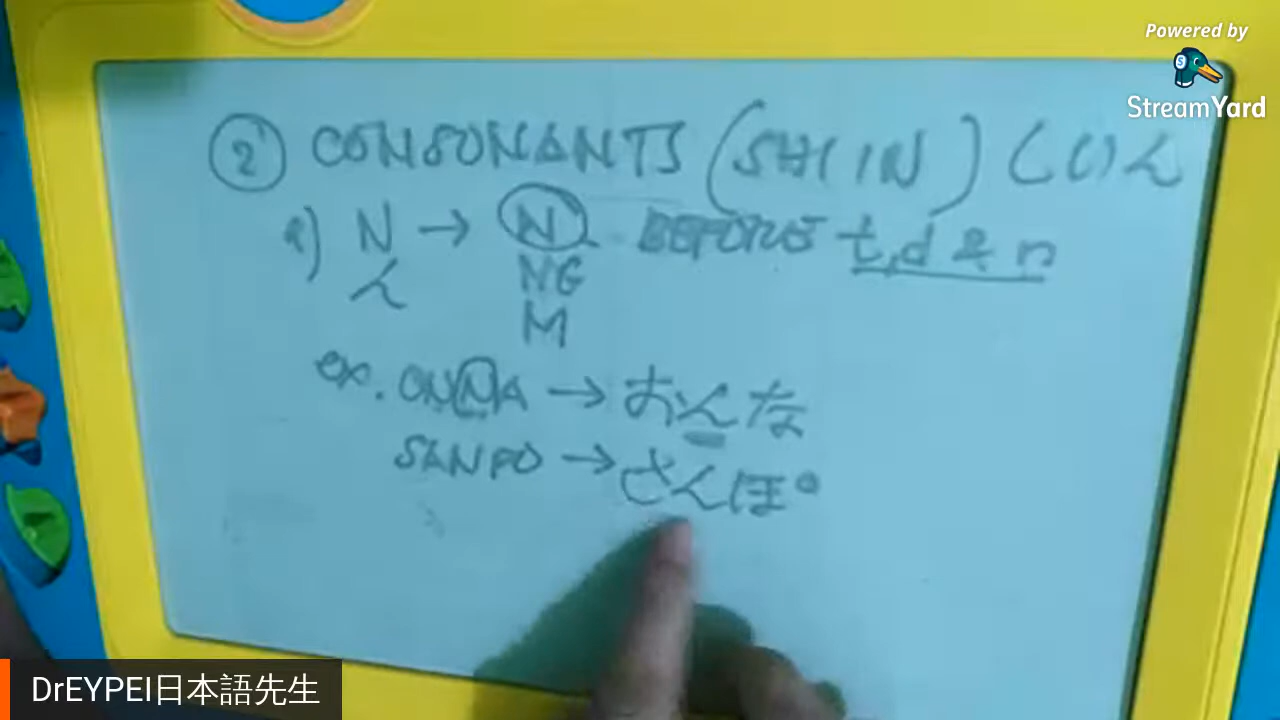 Powered by
StreamYard
② CONSONANTS (SHIIN) しいん
a) N → N. BEFORE t, d & n
ん NG
M
ex. ONNA → おんな
SANPO → さんぽ
DrEYPEI日本語先生